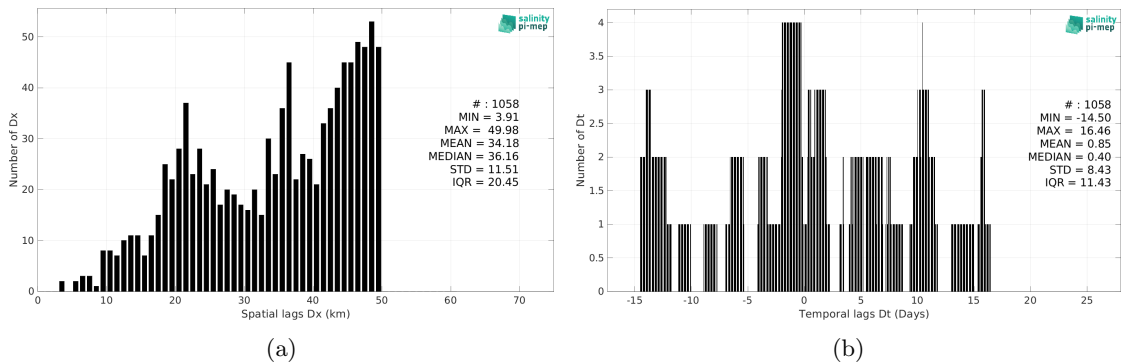 salinity
pi-mep
50
40
30
20
10
0
Number of Dx
# : 1058
MIN = 3.91
MAX = 49.98
MEAN = 34.18
MEDIAN = 36.16
STD = 11.51
IQR = 20.45
0 10 20 30 40 50 60 70
Spatial lags Dx (km)
(a)
salinity
pi-mep
4
3.5
3
2.5
2
1.5
1
0.5
0
Number of Dt
# : 1058
MIN = -14.50
MAX = 16.46
MEAN = 0.85
MEDIAN = 0.40
STD = 8.43
IQR = 11.43
-15 -10 -5 0 5 10 15 20 25
Temporal lags Dt (Days)
(b)